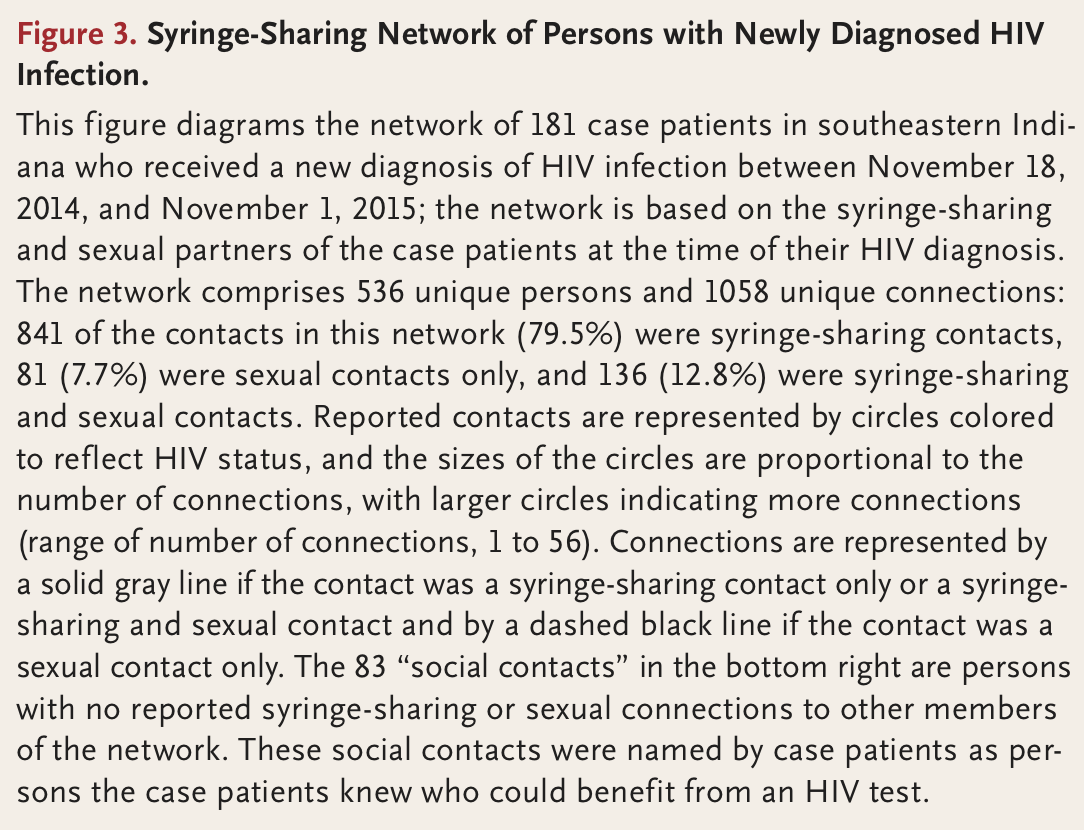 Figure 3. Syringe-Sharing Network of Persons with Newly Diagnosed HIV
Infection.
This figure diagrams the network of 181 case patients in southeastern Indi-
ana who received a new diagnosis of HIV infection between November 18,
2014, and November 1, 2015; the network is based on the syringe-sharing
and sexual partners of the case patients at the time of their HIV diagnosis.
The network comprises 536 unique persons and 1058 unique connections:
841 of the contacts in this network (79.5%) were syringe-sharing contacts,
81 (7.7%) were sexual contacts only, and 136 (12.8%) were syringe-sharing
and sexual contacts. Reported contacts are represented by circles colored
to reflect HIV status, and the sizes of the circles are proportional to the
number of connections, with larger circles indicating more connections
(range of number of connections, 1 to 56). Connections are represented by
a solid gray line if the contact was a syringe-sharing contact only or a syringe-
sharing and sexual contact and by a dashed black line if the contact was a
sexual contact only. The 83 “social contacts” in the bottom right are persons
with no reported syringe-sharing or sexual connections to other members
of the network. These social contacts were named by case patients as per-
sons the case patients knew who could benefit from an HIV test.